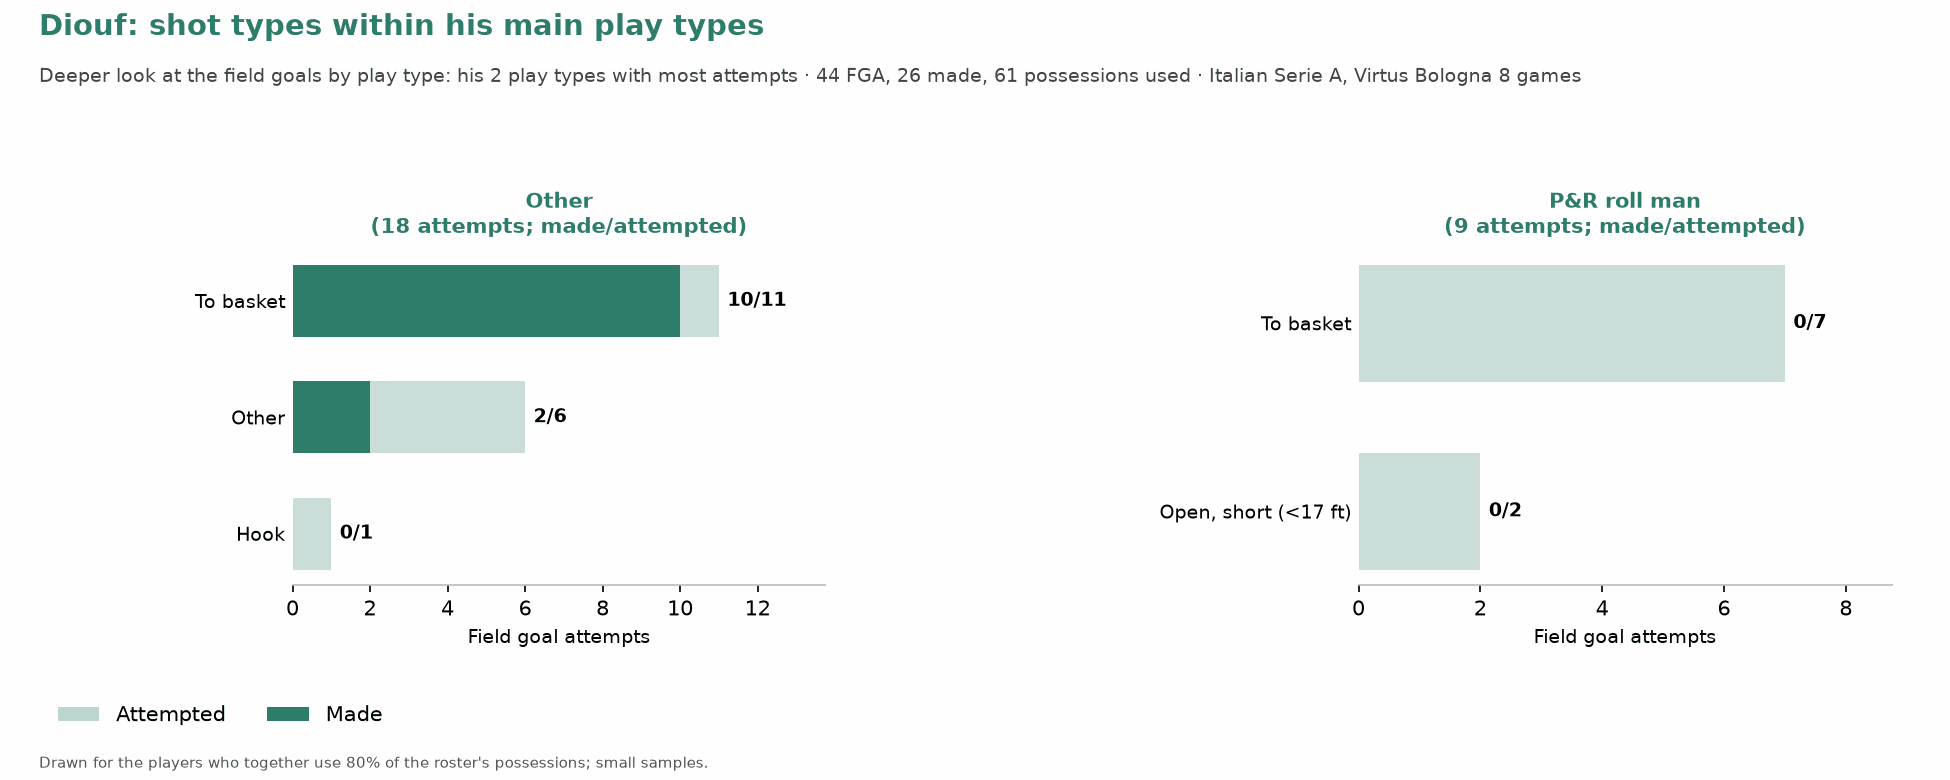 Diouf: shot types within his main play types
Deeper look at the field goals by play type: his 2 play types with most attempts · 44 FGA, 26 made, 61 possessions used · Italian Serie A, Virtus Bologna 8 games
Other
(18 attempts; made/attempted)
To basket
10/11
Other
2/6
Hook
0/1
0 2 4 6 8 10 12
Field goal attempts
P&R roll man
(9 attempts; made/attempted)
To basket
0/7
Open, short (<17 ft)
0/2
0 2 4 6 8
Field goal attempts
Attempted Made
Drawn for the players who together use 80% of the roster's possessions; small samples.